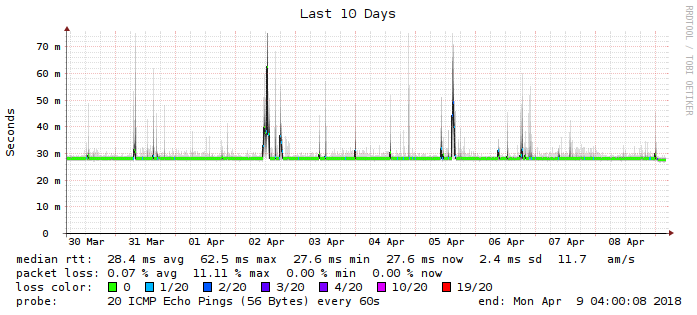 Last 10 Days
RRDTOOL / TOBI OETIKER
Seconds
70 m
60 m
50 m
40 m
30 m
20 m
10 m
0
30 Mar 31 Mar 01 Apr 02 Apr 03 Apr 04 Apr 05 Apr 06 Apr 07 Apr 08 Apr
median rtt: 28.4 ms avg 62.5 ms max 27.6 ms min 27.6 ms now 2.4 ms sd 11.7 am/s
packet loss: 0.07 % avg 11.11 % max 0.00 % min 0.00 % now
loss color: 0 1/20 2/20 3/20 4/20 10/20 19/20
probe: 20 ICMP Echo Pings (56 Bytes) every 60s end: Mon Apr 9 04:00:08 2018